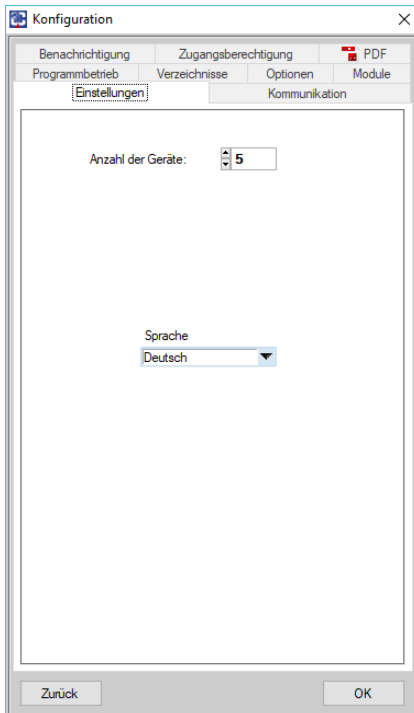 Konfiguration
Benachrichtigung Zugangsberechtigung PDF
Programmbetrieb Verzeichnisse Optionen Module
Einstellungen Kommunikation
Anzahl der Geräte: 5
Sprache
Deutsch
Zurück OK